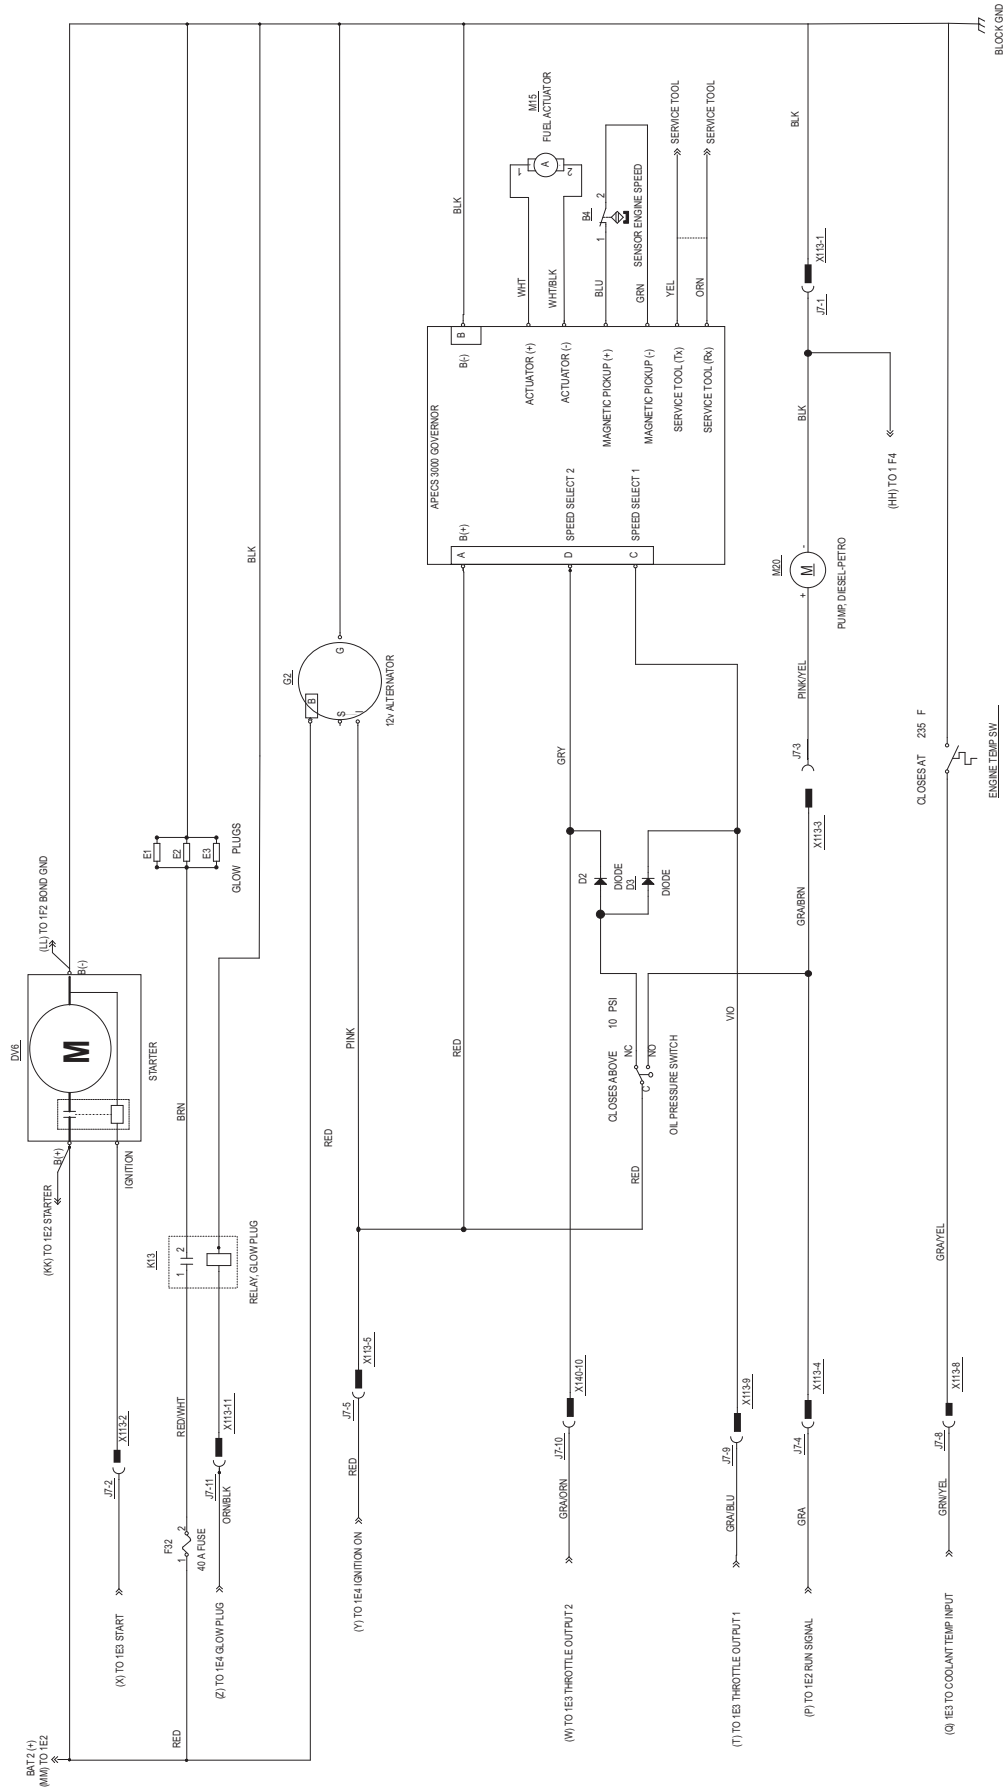 BLOCK GND
BAT 2 (+)
(MM) TO 1E2
(KK) TO 1E2 STARTER
B(+)
DV6
M
STARTER
IGNITION
B(-)
(LL) TO 1F2 BOND GND
(X) TO 1E3 START
J7-2
X113-2
RED
F32
1
2
40 A FUSE
RED/WHT
K13
1
2
RELAY, GLOW PLUG
BRN
E1
E2
E3
GLOW PLUGS
(Z) TO 1E4 GLOW PLUG
ORN/BLK
J7-11
X113-11
BLK
RED
G2
B
S
I
G
12v ALTERNATOR
(Y) TO 1E4 IGNITION ON
RED
J7-5
X113-5
PINK
APECS 3000 GOVERNOR
B(+)
A
D
SPEED SELECT 2
C
SPEED SELECT 1
B
B(-)
BLK
ACTUATOR (+)
WHT
ACTUATOR (-)
WHT/BLK
1
2
A
M15
FUEL ACTUATOR
MAGNETIC PICKUP (+)
BLU
MAGNETIC PICKUP (-)
GRN
B4
1
2
SENSOR ENGINE SPEED
SERVICE TOOL (Tx)
YEL
SERVICE TOOL
SERVICE TOOL (Rx)
ORN
SERVICE TOOL
RED
(W) TO 1E3 THROTTLE OUTPUT 2
GRA/ORN
J7-10
X140-10
GRY
D2
DIODE
D3
DIODE
CLOSES ABOVE 10 PSI
NC
NO
C
OIL PRESSURE SWITCH
RED
(T) TO 1E3 THROTTLE OUTPUT 1
GRA/BLU
J7-9
X113-9
VIO
(P) TO 1E2 RUN SIGNAL
GRA
J7-4
X113-4
GRA/BRN
X113-3
J7-3
PINK/YEL
M20
+
M
-
PUMP, DIESEL-PETRO
BLK
J7-1
X113-1
BLK
(HH) TO 1 F4
(Q) 1E3 TO COOLANT TEMP INPUT
GRN/YEL
J7-8
X113-8
GRA/YEL
CLOSES AT 235 F
ENGINE TEMP SW